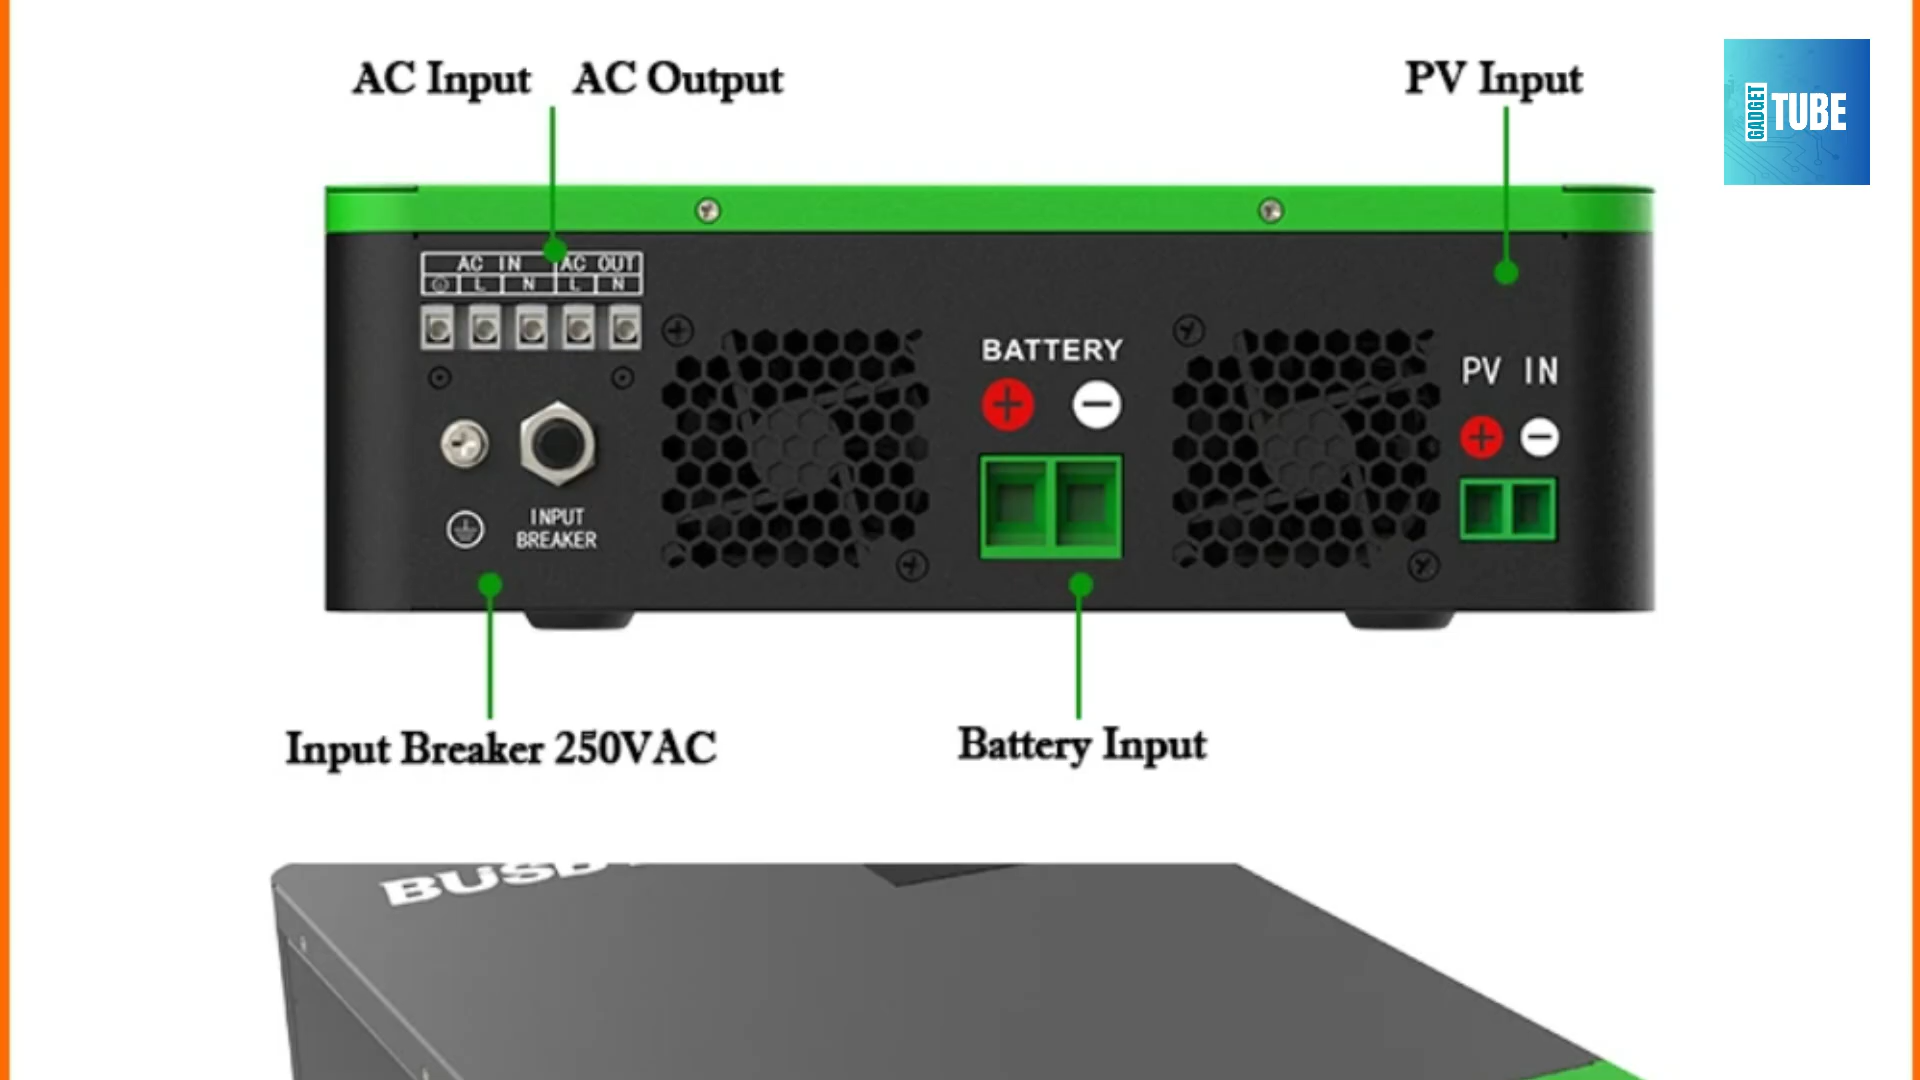 AC Input AC Output
PV Input
GADGET
TUBE
AC IN AC OUT
L N L N
BATTERY
PV IN
INPUT
BREAKER
Input Breaker 250VAC
Battery Input